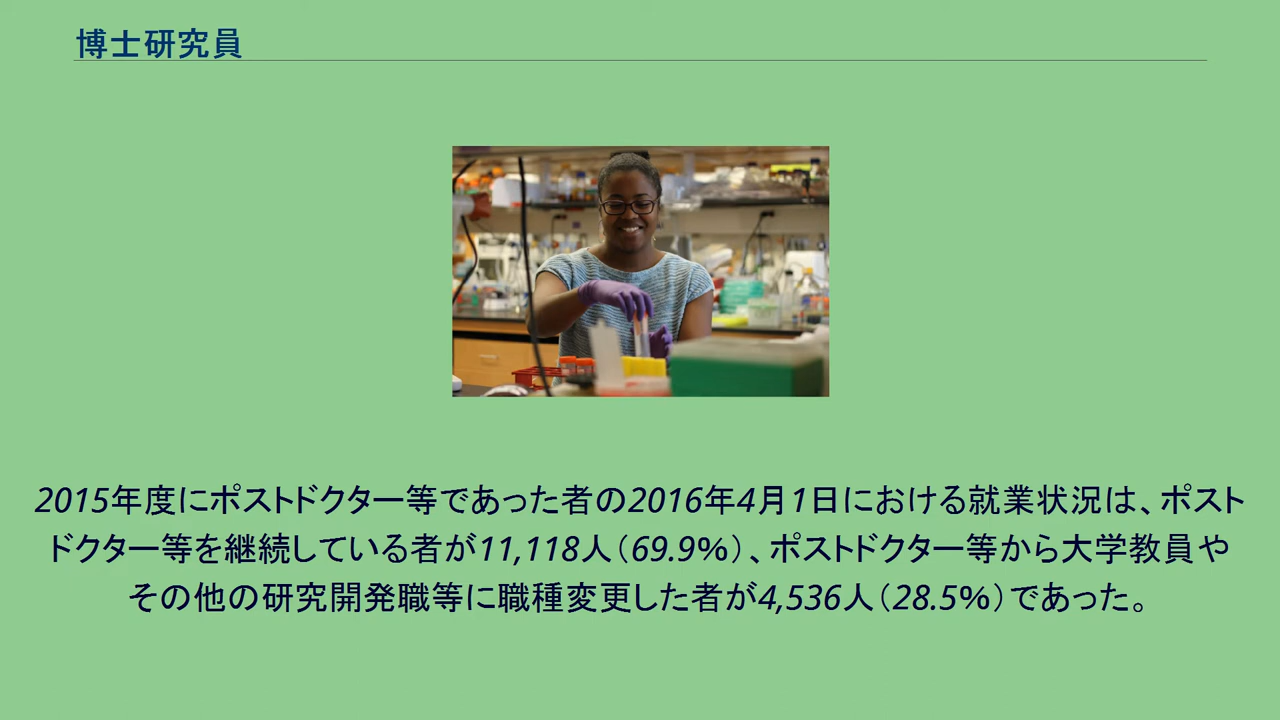 博士研究員
2015年度にポストドクター等であった者の2016年4月1日における就業状況は、ポスト
ドクター等を継続している者が11,118人（69.9%）、ポストドクター等から大学教員や
その他の研究開発職等に職種変更した者が4,536人（28.5%）であった。